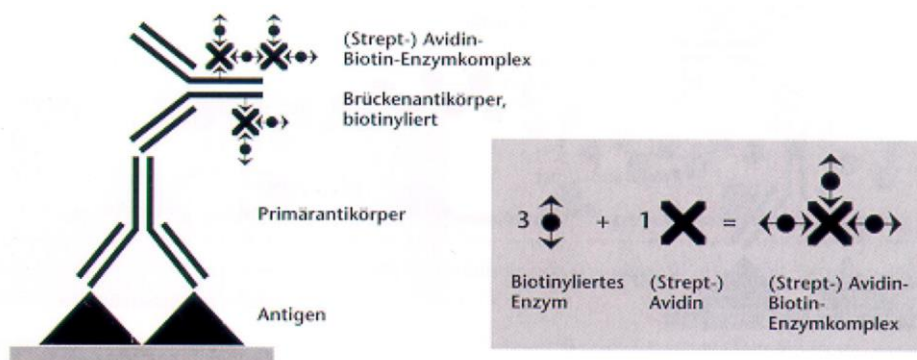 (Strept-) Avidin-
Biotin-Enzymkomplex
Brückenantikörper,
biotinyliert
Primärantikörper
Antigen
3 + 1 =
Biotinyliertes
Enzym
(Strept-)
Avidin
(Strept-) Avidin-
Biotin-
Enzymkomplex